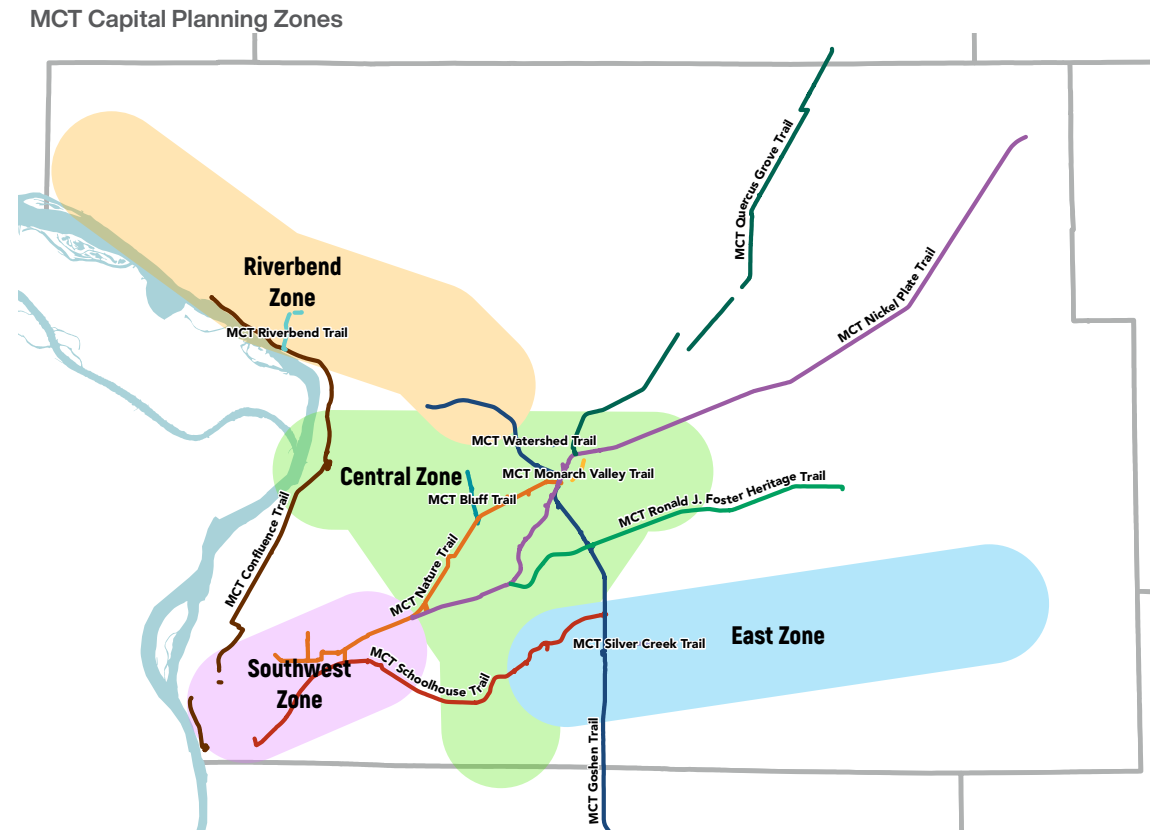 MCT Capital Planning Zones
MCT Quercus Grove Trail
MCT Nickel Plate Trail
Riverbend
Zone
MCT Riverbend Trail
MCT Watershed Trail
Central Zone
MCT Monarch Valley Trail
MCT Bluff Trail
MCT Ronald J. Foster Heritage Trail
MCT Confluence Trail
MCT Nature Trail
East Zone
MCT Silver Creek Trail
MCT Schoolhouse Trail
Southwest
Zone
MCT Goshen Trail